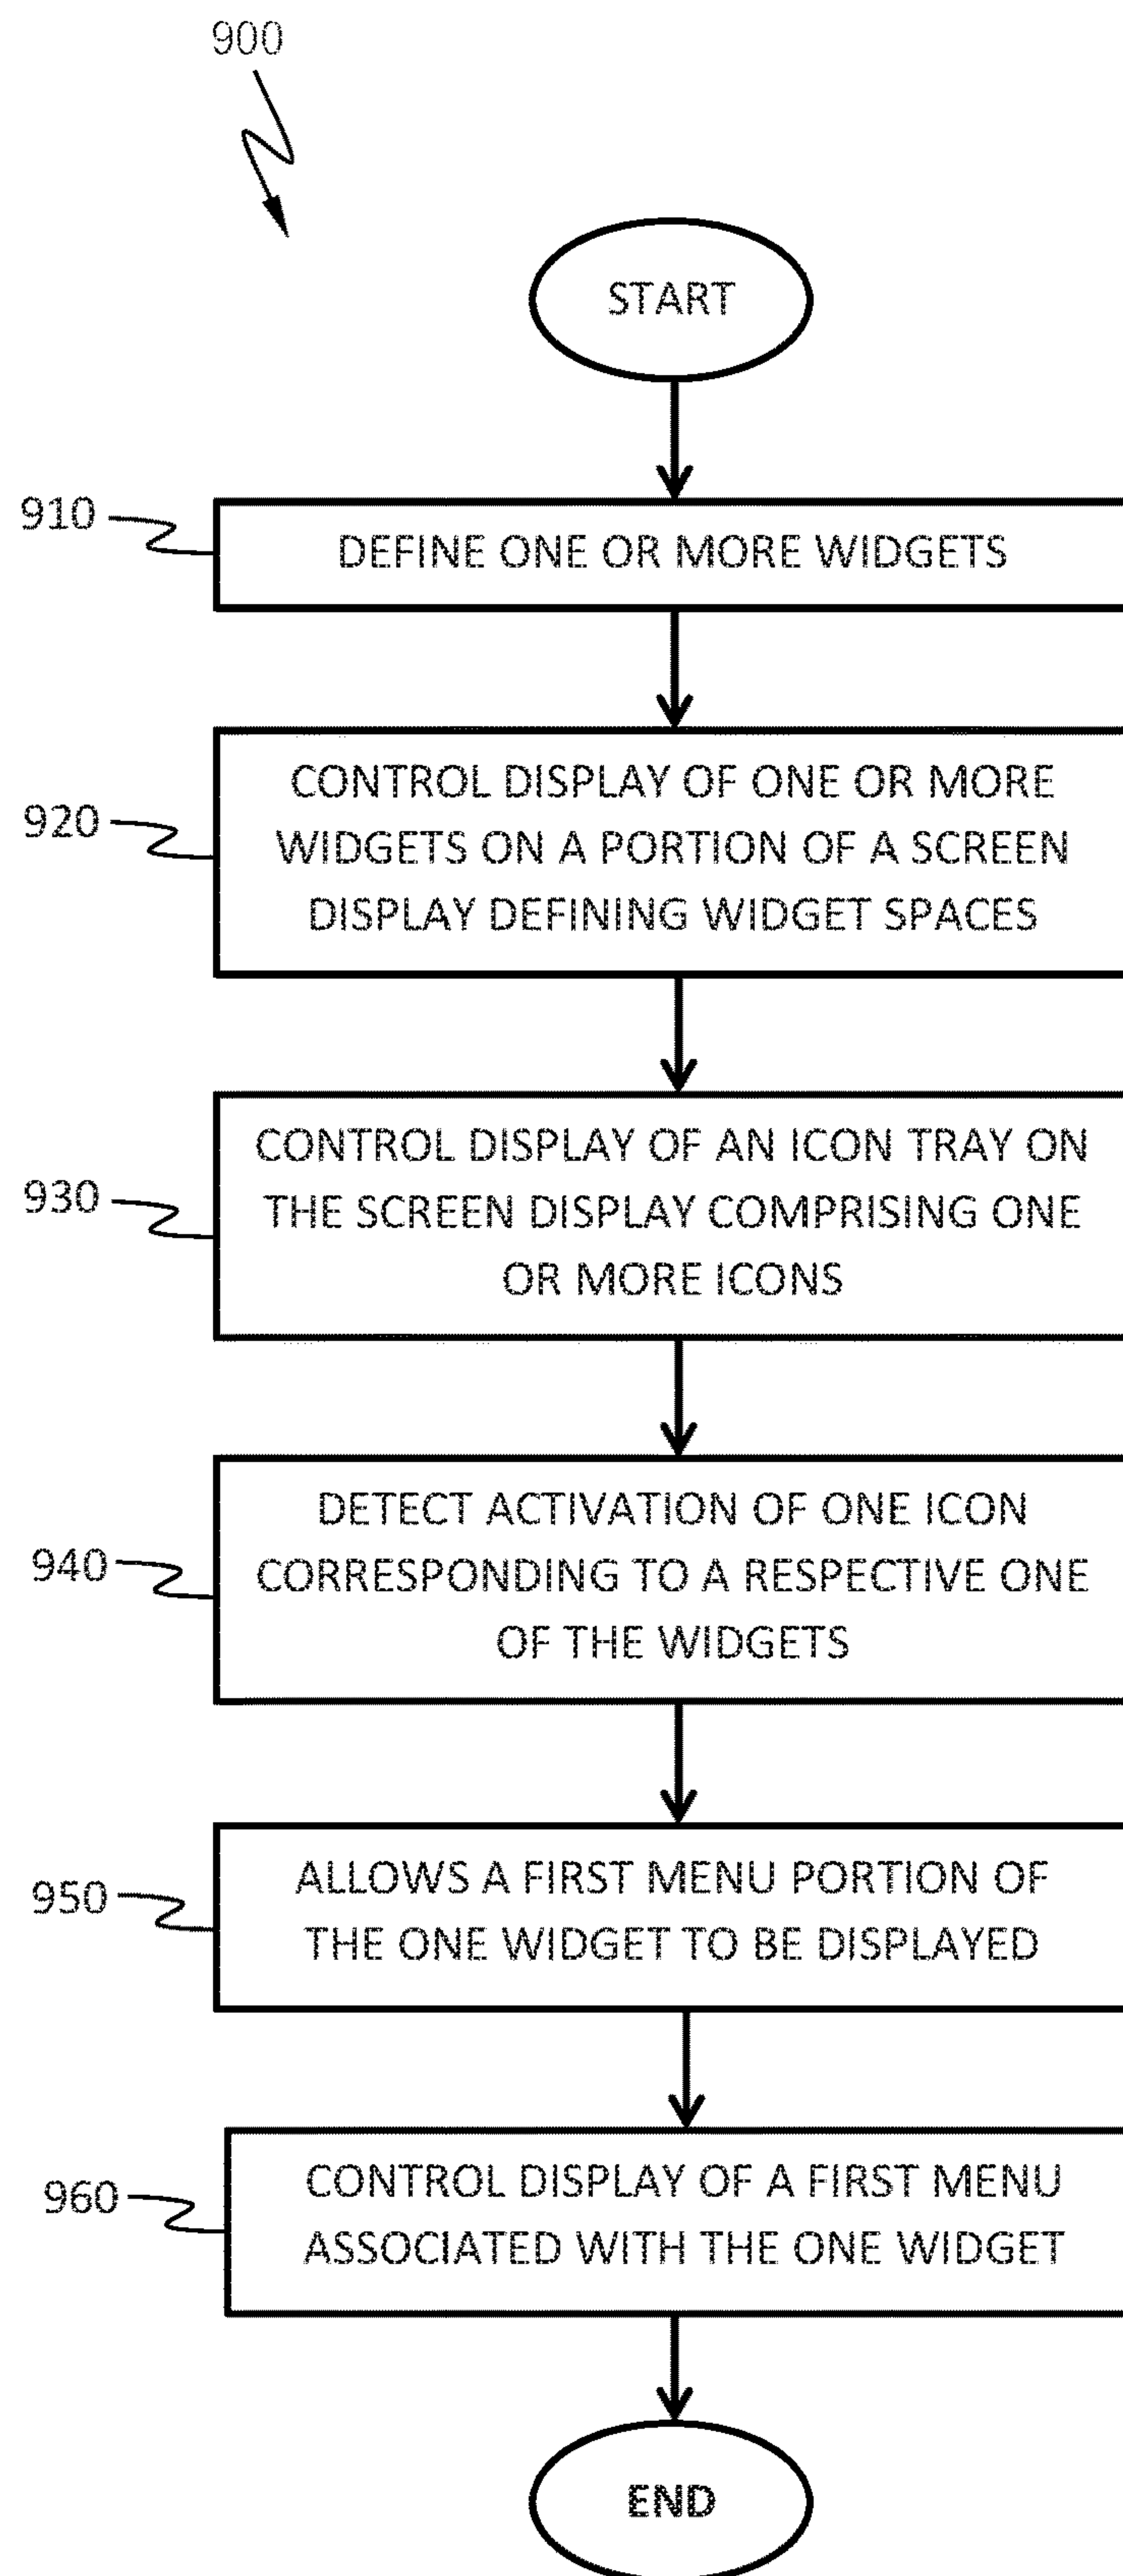 900
START
910
DEFINE ONE OR MORE WIDGETS
920
CONTROL DISPLAY OF ONE OR MORE
WIDGETS ON A PORTION OF A SCREEN
DISPLAY DEFINING WIDGET SPACES
930
CONTROL DISPLAY OF AN ICON TRAY ON
THE SCREEN DISPLAY COMPRISING ONE
OR MORE ICONS
940
DETECT ACTIVATION OF ONE ICON
CORRESPONDING TO A RESPECTIVE ONE
OF THE WIDGETS
950
ALLOWS A FIRST MENU PORTION OF
THE ONE WIDGET TO BE DISPLAYED
960
CONTROL DISPLAY OF A FIRST MENU
ASSOCIATED WITH THE ONE WIDGET
END